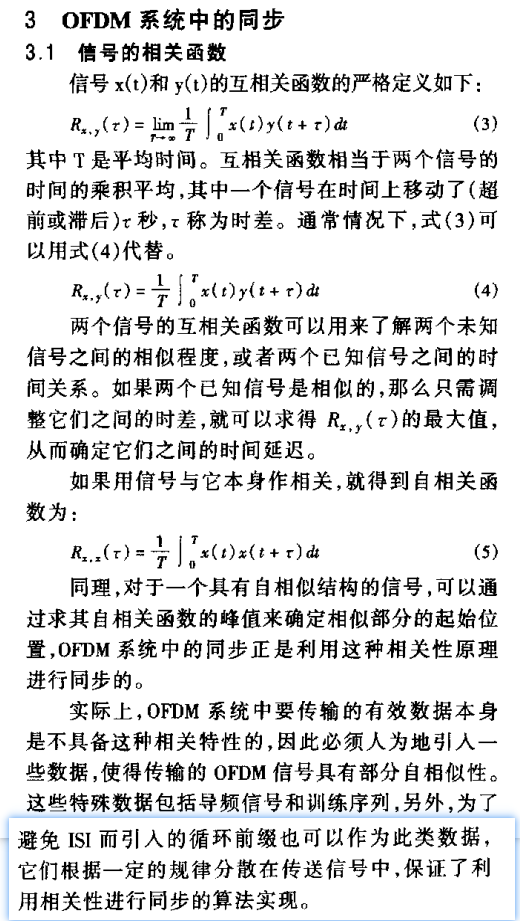 3 OFDM 系统中的同步
3.1 信号的相关函数
信号 x(t)和 y(t)的互相关函数的严格定义如下：
R_{x,y}(τ) = \lim_{T→∞} \frac{1}{T} ∫_0^T x(t)y(t + τ)dt (3)
其中 T 是平均时间。互相关函数相当于两个信号的
时间的乘积平均,其中一个信号在时间上移动了(超
前或滞后)τ 秒,τ 称为时差。通常情况下,式(3)可
以用式(4)代替。
R_{x,y}(τ) = \frac{1}{T} ∫_0^T x(t)y(t + τ)dt (4)
两个信号的互相关函数可以用来了解两个未知
信号之间的相似程度,或者两个已知信号之间的时
间关系。如果两个已知信号是相似的,那么只需调
整它们之间的时差,就可以求得 R_{x,y}(τ)的最大值,
从而确定它们之间的时间延迟。
如果用信号与它本身作相关,就得到自相关函
数为：
R_{x,x}(τ) = \frac{1}{T} ∫_0^T x(t)x(t + τ)dt (5)
同理,对于一个具有自相似结构的信号,可以通
过求其自相关函数的峰值来确定相似部分的起始位
置,OFDM 系统中的同步正是利用这种相关性原理
进行同步的。
实际上,OFDM 系统中要传输的有效数据本身
是不具备这种相关特性的,因此必须人为地引入一
些数据,使得传输的 OFDM 信号具有部分自相似性。
这些特殊数据包括导频信号和训练序列,另外,为了
避免 ISI 而引入的循环前缀也可以作为此类数据,
它们根据一定的规律分散在传送信号中,保证了利
用相关性进行同步的算法实现。